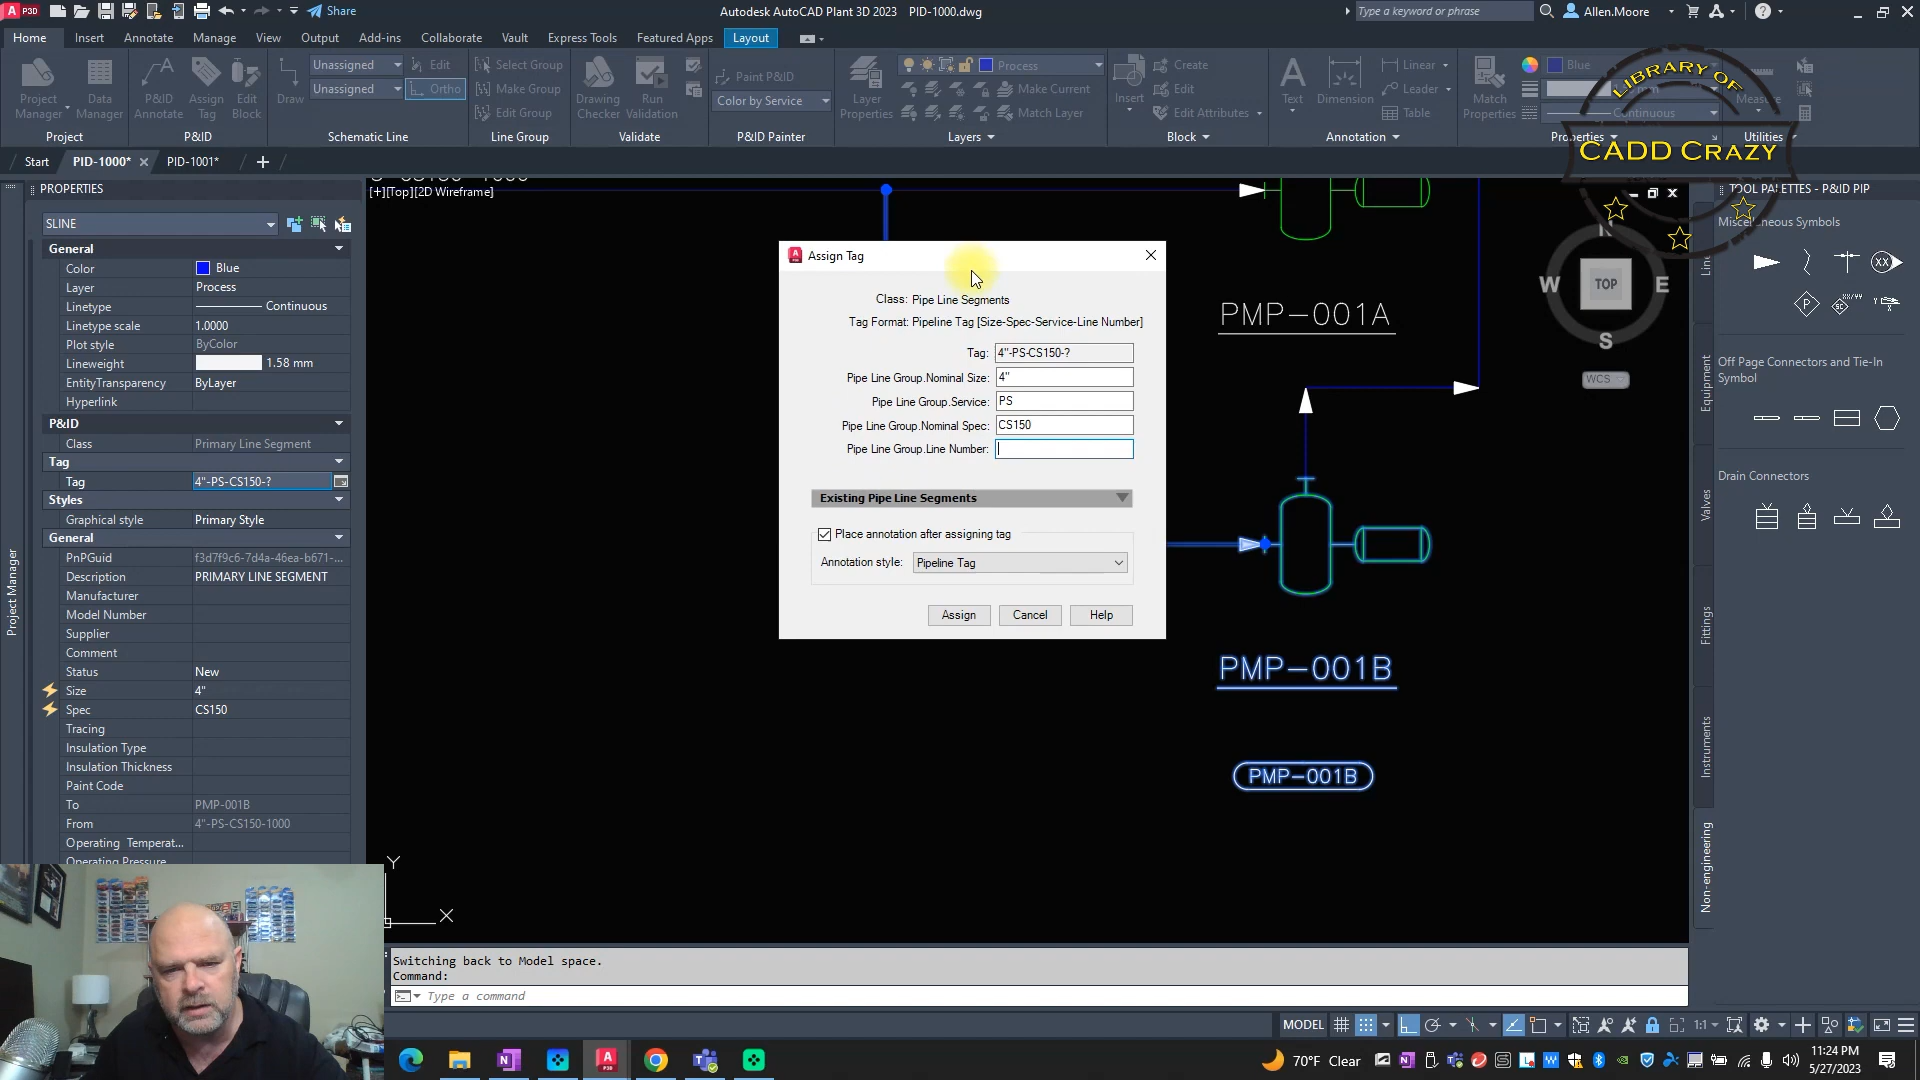 Share
Autodesk AutoCAD Plant 3D 2023 PID-1000.dwg
Type a keyword or phrase
Allen.Moore
Home Insert Annotate Manage View Output Add-ins Collaborate Vault Express Tools Featured Apps Layout
Project Manager
Data Manager
P&ID Annotate
Assign Tag
Edit Block
Draw
Unassigned
Unassigned
Edit
Ortho
Select Group
Make Group
Edit Group
Drawing Checker
Run Validation
Paint P&ID
Color by Service
Layer Properties
Process
Make Current
Match Layer
Insert
Create
Edit
Edit Attributes
Text
Dimension
Linear
Leader
Table
Match Properties
Blue
Continuous
Measure
Project P&ID Schematic Line Line Group Validate P&ID Painter Layers Block Annotation Properties Utilities
LIBRARY OF
CADD CRAZY
Start PID-1000* PID-1001*
PROPERTIES
SLINE
General
Color Blue
Layer Process
Linetype Continuous
Linetype scale 1.0000
Plot style ByColor
Lineweight 1.58 mm
EntityTransparency ByLayer
Hyperlink
P&ID
Class Primary Line Segment
Tag
Tag 4"-PS-CS150-?
Styles
Graphical style Primary Style
General
PnPGuid f3d7f9c6-7d4a-46ea-b671-...
Description PRIMARY LINE SEGMENT
Manufacturer
Model Number
Supplier
Comment
Status New
Size 4"
Spec CS150
Tracing
Insulation Type
Insulation Thickness
Paint Code
To PMP-001B
From 4"-PS-CS150-1000
Operating Temperat...
Operating Pressure
Project Manager
[+][Top][2D Wireframe]
Assign Tag
Class: Pipe Line Segments
Tag Format: Pipeline Tag [Size-Spec-Service-Line Number]
Tag: 4"-PS-CS150-?
Pipe Line Group.Nominal Size: 4"
Pipe Line Group.Service: PS
Pipe Line Group.Nominal Spec: CS150
Pipe Line Group.Line Number:
Existing Pipe Line Segments
Place annotation after assigning tag
Annotation style: Pipeline Tag
Assign Cancel Help
PMP-001A
PMP-001B
PMP-001B
N
W TOP E
S
WCS
Y
X
TOOL PALETTES - P&ID PIP
Miscellaneous Symbols
XX
Off Page Connectors and Tie-In
Symbol
Drain Connectors
Equipment
Valves
Fittings
Instruments
Non-engineering
Switching back to Model space.
Command:
Type a command
MODEL
1:1
70°F Clear
11:24 PM
5/27/2023